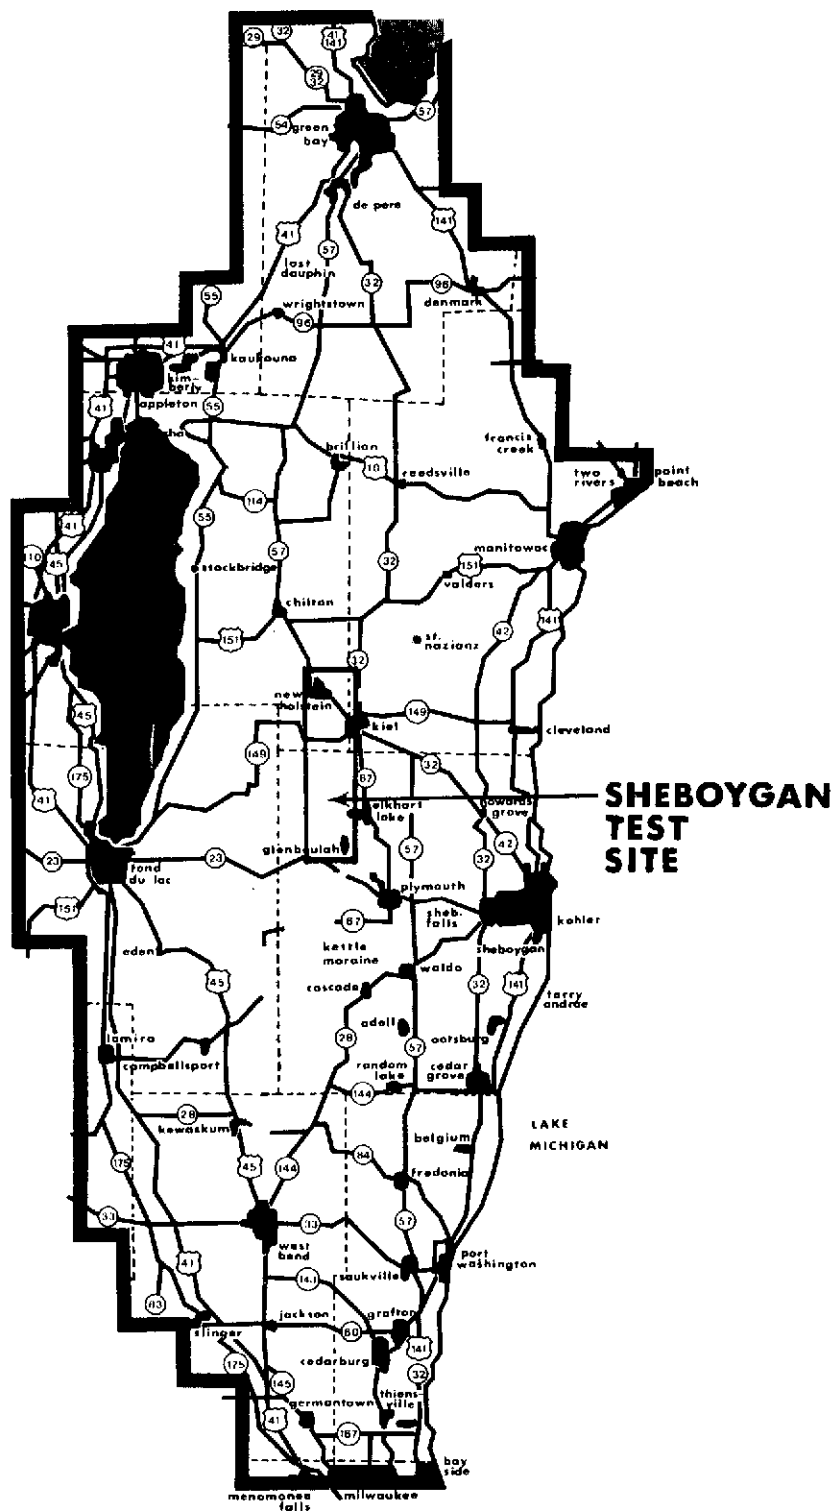 29
32
41
141
32
57
54
green
bay
de pere
141
41
57
lost
dauphin
32
96
denmark
55
wrightstown
96
41
kaukauna
kim-
berly
appleton
41
55
francis
creek
brillion
10
reedsville
two
rivers
point
beach
114
55
41
110
45
57
manitowoc
stockbridge
32
151
valders
chilton
42
141
151
st.
nazianz
32
new
holstein
45
149
kiel
cleveland
149
32
175
67
SHEBOYGAN
TEST
SITE
elkhart
lake
howards
grove
41
42
glenbeulah
57
32
23
23
fond
du lac
plymouth
151
sheb.
falls
kohler
67
kettle
moraine
sheboygan
eden
waldo
45
32
141
cascade
terry
andrae
adell
oostburg
28
lomira
57
campbellsport
random
lake
cedar
grove
144
28
LAKE
MICHIGAN
kewaskum
belgium
175
45
144
84
fredonia
33
33
57
west
bend
port
washington
41
saukville
143
83
jackson
grafton
slinger
60
cedarburg
141
175
32
145
germantown
thiens-
ville
41
167
bay
side
menomonee
falls
milwaukee